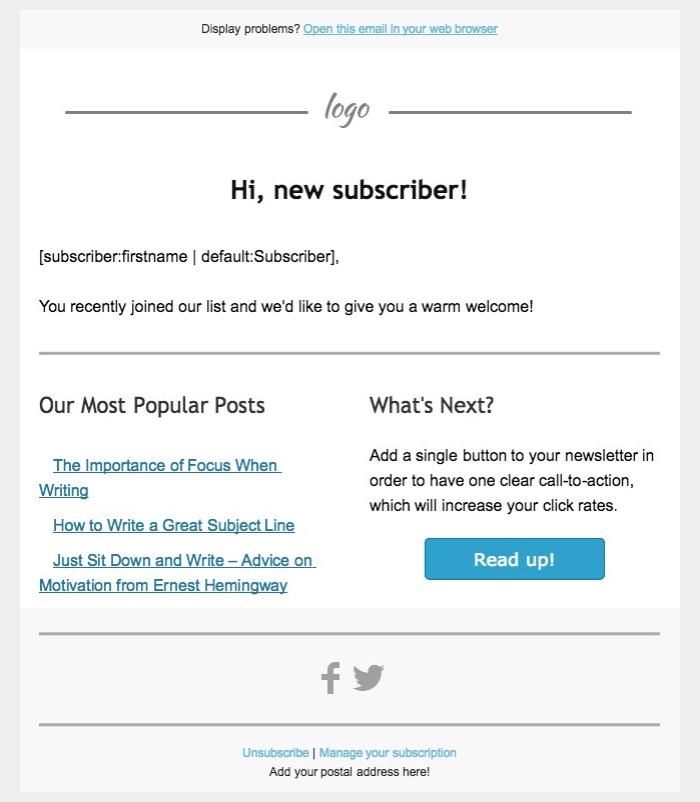 Display problems? Open this email in your web browser
logo
Hi, new subscriber!
[subscriber:firstname | default:Subscriber],
You recently joined our list and we'd like to give you a warm welcome!
Our Most Popular Posts
The Importance of Focus When
Writing
How to Write a Great Subject Line
Just Sit Down and Write – Advice on
Motivation from Ernest Hemingway
What's Next?
Add a single button to your newsletter in
order to have one clear call-to-action,
which will increase your click rates.
Read up!
Unsubscribe | Manage your subscription
Add your postal address here!